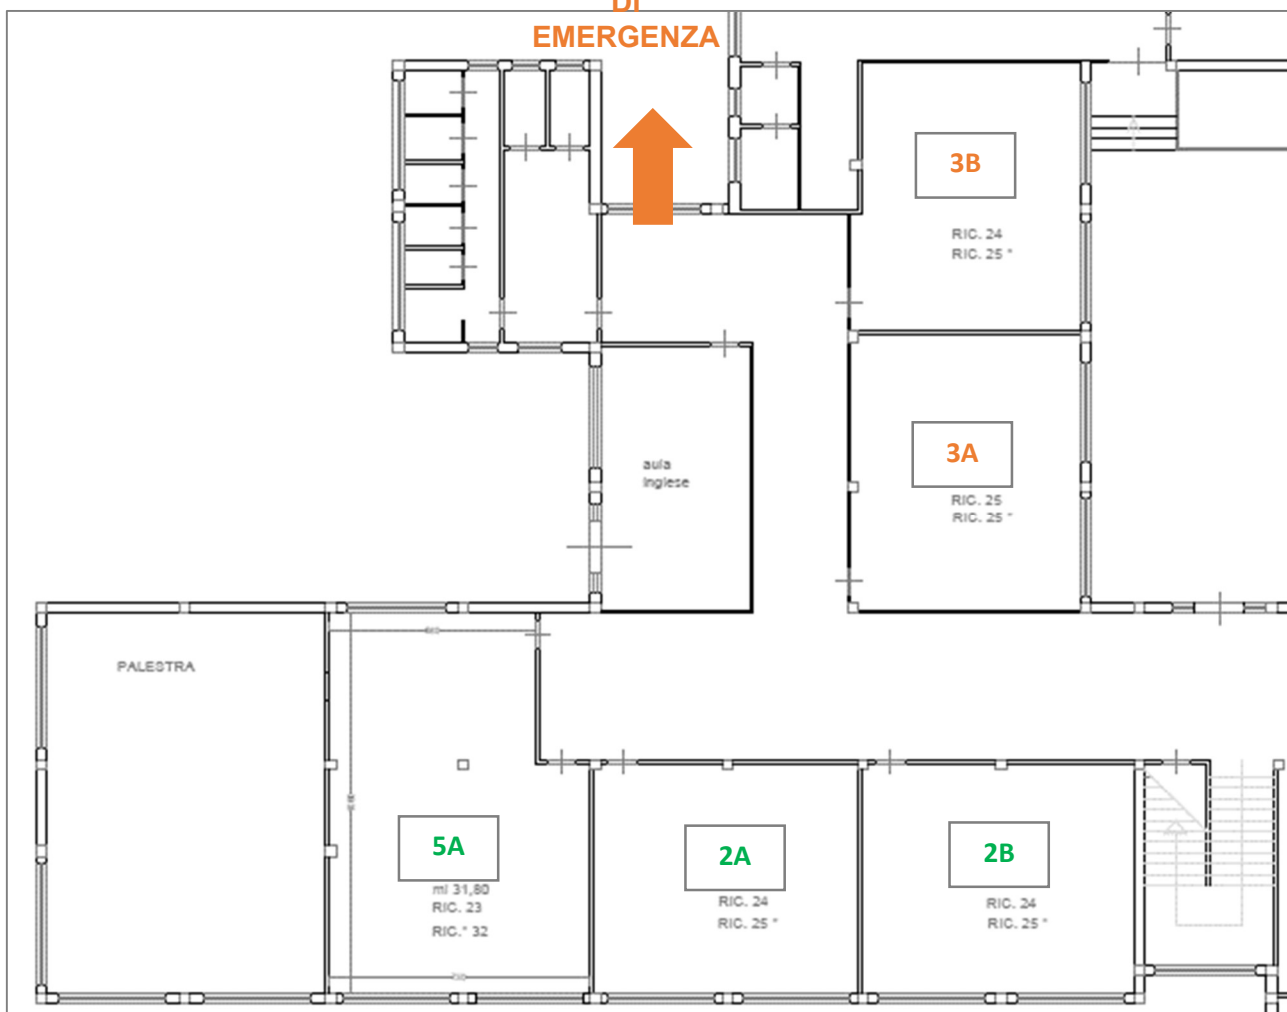 DI
EMERGENZA
3B
RIC. 24
RIC. 25 *
3A
RIC. 25
RIC. 25 *
aula
inglese
PALESTRA
5A
ml 31,80
RIC. 23
RIC.* 32
2A
RIC. 24
RIC. 25 *
2B
RIC. 24
RIC. 25 *